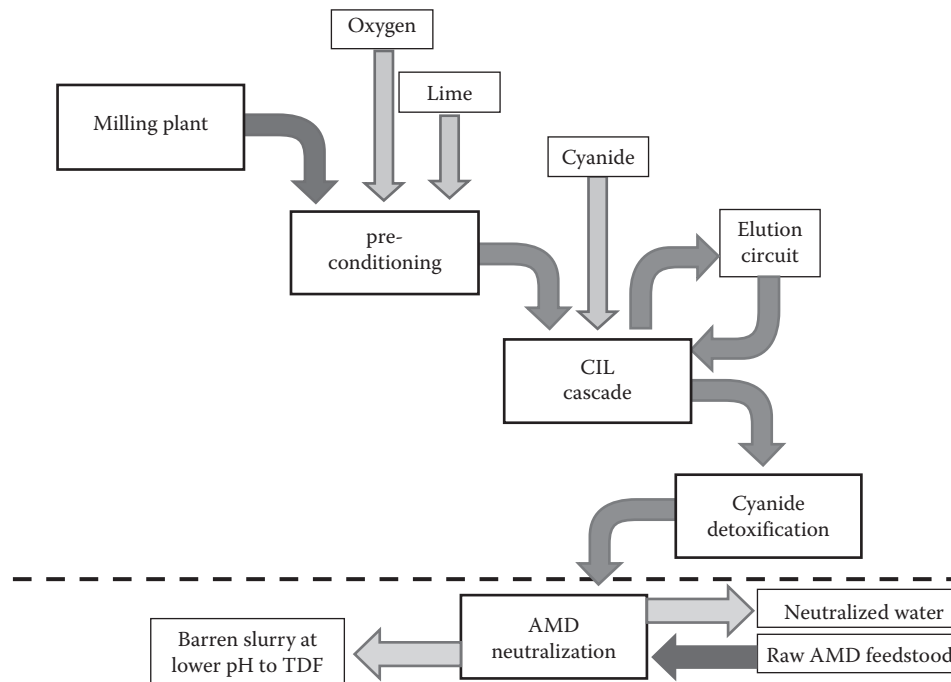 Oxygen
Lime
Milling plant
Cyanide
pre-
conditioning
Elution
circuit
CIL
cascade
Cyanide
detoxification
AMD
neutralization
Neutralized water
Barren slurry at
lower pH to TDF
Raw AMD feedstood